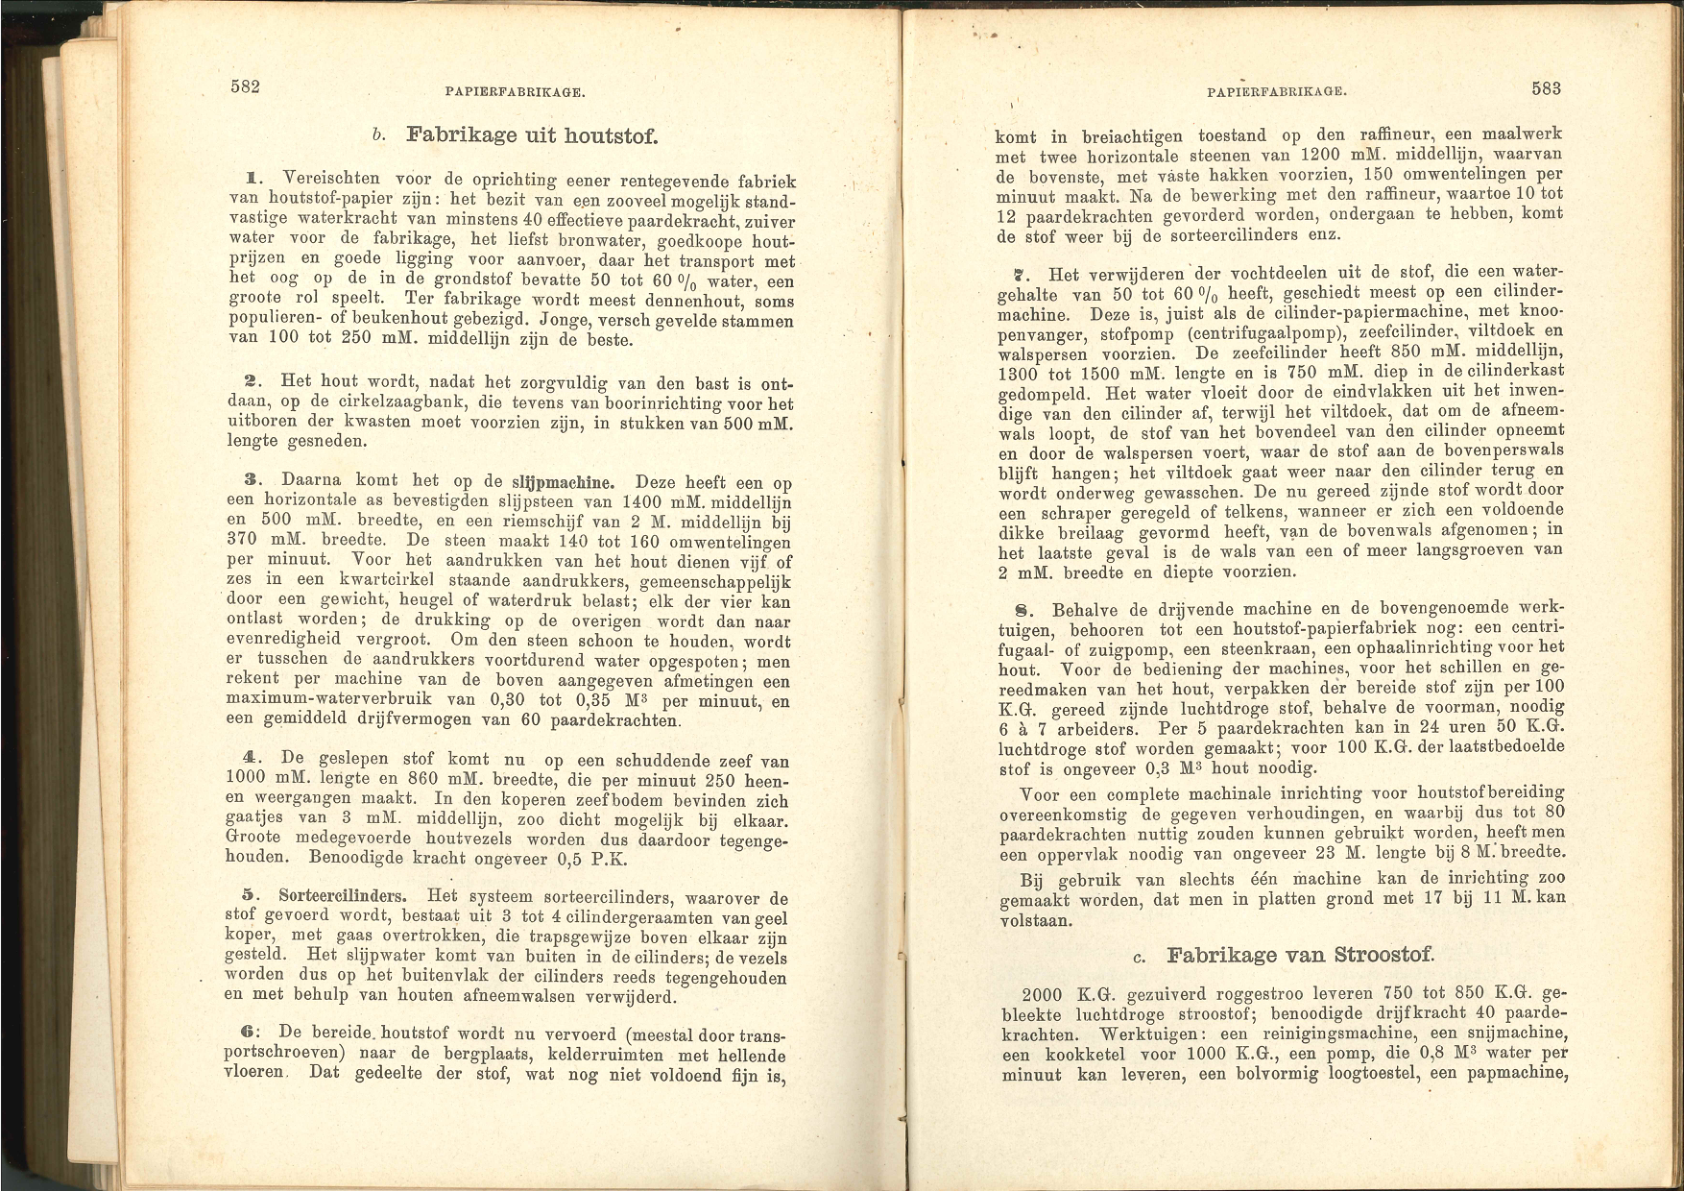 582
PAPIERFABRIKAGE.
b. Fabrikage uit houtstof.
1. Vereischten voor de oprichting eener rentegevende fabriek
van houtstof-papier zijn: het bezit van een zooveel mogelijk stand-
vastige waterkracht van minstens 40 effectieve paardekracht, zuiver
water voor de fabrikage, het liefst bronwater, goedkoope hout-
prijzen en goede ligging voor aanvoer, daar het transport met
het oog op de in de grondstof bevatte 50 tot 60 % water, een
groote rol speelt. Ter fabrikage wordt meest dennenhout, soms
populieren- of beukenhout gebezigd. Jonge, versch gevelde stammen
van 100 tot 250 mM. middellijn zijn de beste.
2. Het hout wordt, nadat het zorgvuldig van den bast is ont-
daan, op de cirkelzaagbank, die tevens van boorinrichting voor het
uitboren der kwasten moet voorzien zijn, in stukken van 500 mM.
lengte gesneden.
3. Daarna komt het op de slijpmachine. Deze heeft een op
een horizontale as bevestigden slijpsteen van 1400 mM. middellijn
en 500 mM. breedte, en een riemschijf van 2 M. middellijn bij
370 mM. breedte. De steen maakt 140 tot 160 omwentelingen
per minuut. Voor het aandrukken van het hout dienen vijf of
zes in een kwartcirkel staande aandrukkers, gemeenschappelijk
door een gewicht, heugel of waterdruk belast; elk der vier kan
ontlast worden; de drukking op de overigen wordt dan naar
evenredigheid vergroot. Om den steen schoon te houden, wordt
er tusschen de aandrukkers voortdurend water opgespoten; men
rekent per machine van de boven aangegeven afmetingen een
maximum-waterverbruik van 0,30 tot 0,35 M³ per minuut, en
een gemiddeld drijfvermogen van 60 paardekrachten.
4. De geslepen stof komt nu op een schuddende zeef van
1000 mM. lengte en 860 mM. breedte, die per minuut 250 heen-
en weergangen maakt. In den koperen zeefbodem bevinden zich
gaatjes van 3 mM. middellijn, zoo dicht mogelijk bij elkaar.
Groote medegevoerde houtvezels worden dus daardoor tegenge-
houden. Benoodigde kracht ongeveer 0,5 P.K.
5. Sorteercilinders. Het systeem sorteercilinders, waarover de
stof gevoerd wordt, bestaat uit 3 tot 4 cilindergeraamten van geel
koper, met gaas overtrokken, die trapsgewijze boven elkaar zijn
gesteld. Het slijpwater komt van buiten in de cilinders; de vezels
worden dus op het buitenvlak der cilinders reeds tegengehouden
en met behulp van houten afneemwalsen verwijderd.
6: De bereide houtstof wordt nu vervoerd (meestal door trans-
portschroeven) naar de bergplaats, kelderruimten met hellende
vloeren. Dat gedeelte der stof, wat nog niet voldoend fijn is,
PAPIERFABRIKAGE.
583
komt in breiachtigen toestand op den raffineur, een maalwerk
met twee horizontale steenen van 1200 mM. middellijn, waarvan
de bovenste, met vaste hakken voorzien, 150 omwentelingen per
minuut maakt. Na de bewerking met den raffineur, waartoe 10 tot
12 paardekrachten gevorderd worden, ondergaan te hebben, komt
de stof weer bij de sorteercilinders enz.
7. Het verwijderen der vochtdeelen uit de stof, die een water-
gehalte van 50 tot 60 % heeft, geschiedt meest op een cilinder-
machine. Deze is, juist als de cilinder-papiermachine, met knoo-
penvanger, stofpomp (centrifugaalpomp), zeefcilinder, viltdoek en
walspersen voorzien. De zeefcilinder heeft 850 mM. middellijn,
1300 tot 1500 mM. lengte en is 750 mM. diep in de cilinderkast
gedompeld. Het water vloeit door de eindvlakken uit het inwen-
dige van den cilinder af, terwijl het viltdoek, dat om de afneem-
wals loopt, de stof van het bovendeel van den cilinder opneemt
en door de walspersen voert, waar de stof aan de bovenperswals
blijft hangen; het viltdoek gaat weer naar den cilinder terug en
wordt onderweg gewasschen. De nu gereed zijnde stof wordt door
een schraper geregeld of telkens, wanneer er zich een voldoende
dikke breilaag gevormd heeft, van de bovenwals afgenomen; in
het laatste geval is de wals van een of meer langsgroeven van
2 mM. breedte en diepte voorzien.
8. Behalve de drijvende machine en de bovengenoemde werk-
tuigen, behooren tot een houtstof-papierfabriek nog: een centri-
fugaal- of zuigpomp, een steenkraan, een ophaalinrichting voor het
hout. Voor de bediening der machines, voor het schillen en ge-
reedmaken van het hout, verpakken der bereide stof zijn per 100
K.G. gereed zijnde luchtdroge stof, behalve de voorman, noodig
6 à 7 arbeiders. Per 5 paardekrachten kan in 24 uren 50 K.G.
luchtdroge stof worden gemaakt; voor 100 K.G. der laatstbedoelde
stof is ongeveer 0,3 M³ hout noodig.
Voor een complete machinale inrichting voor houtstofbereiding
overeenkomstig de gegeven verhoudingen, en waarbij dus tot 80
paardekrachten nuttig zouden kunnen gebruikt worden, heeft men
een oppervlak noodig van ongeveer 23 M. lengte bij 8 M. breedte.
Bij gebruik van slechts één machine kan de inrichting zoo
gemaakt worden, dat men in platten grond met 17 bij 11 M. kan
volstaan.
c. Fabrikage van Stroostof.
2000 K.G. gezuiverd roggestroo leveren 750 tot 850 K.G. ge-
bleekte luchtdroge stroostof; benoodigde drijfkracht 40 paarde-
krachten. Werktuigen: een reinigingsmachine, een snijmachine,
een kookketel voor 1000 K.G., een pomp, die 0,8 M³ water per
minuut kan leveren, een bolvormig loogtoestel, een papmachine,